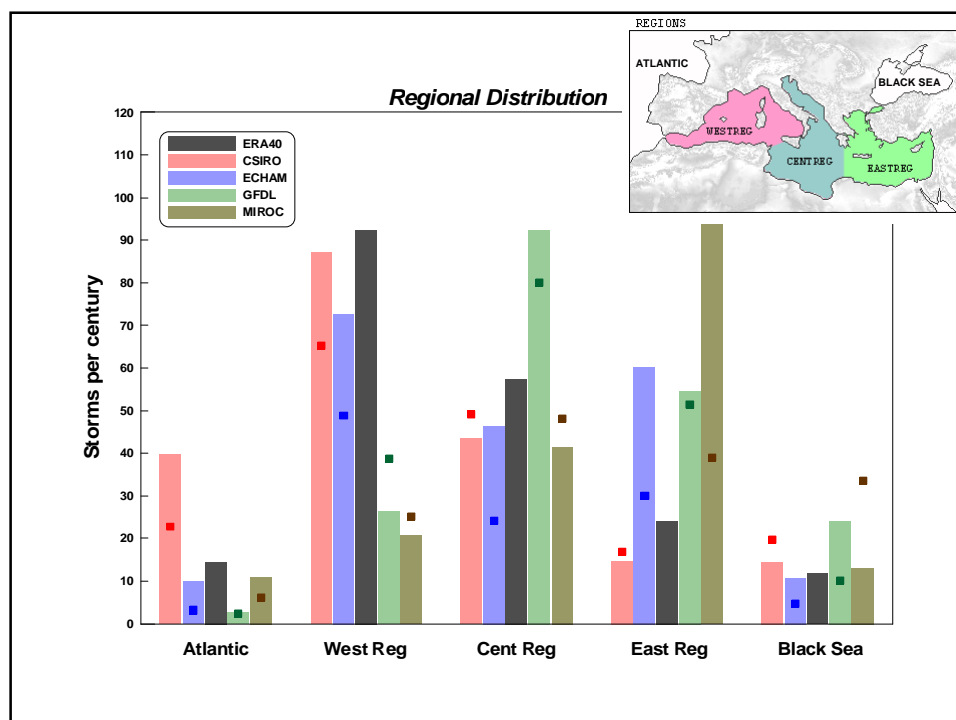 REGIONS
ATLANTIC
BLACK SEA
WESTREG
CENTREG
EASTREG
Regional Distribution
ERA40
CSIRO
ECHAM
GFDL
MIROC
Storms per century
120
110
100
90
80
70
60
50
40
30
20
10
0
Atlantic
West Reg
Cent Reg
East Reg
Black Sea